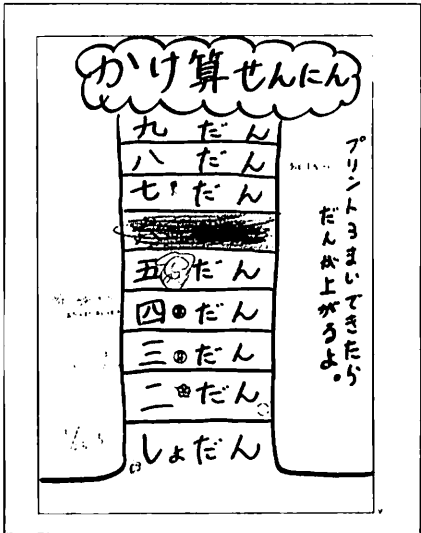 かけ算せんにん
九だん
八だん
七だん
五だん
四だん
三だん
二だん
しょだん
プリント3まいできたら
だんが上がるよ。